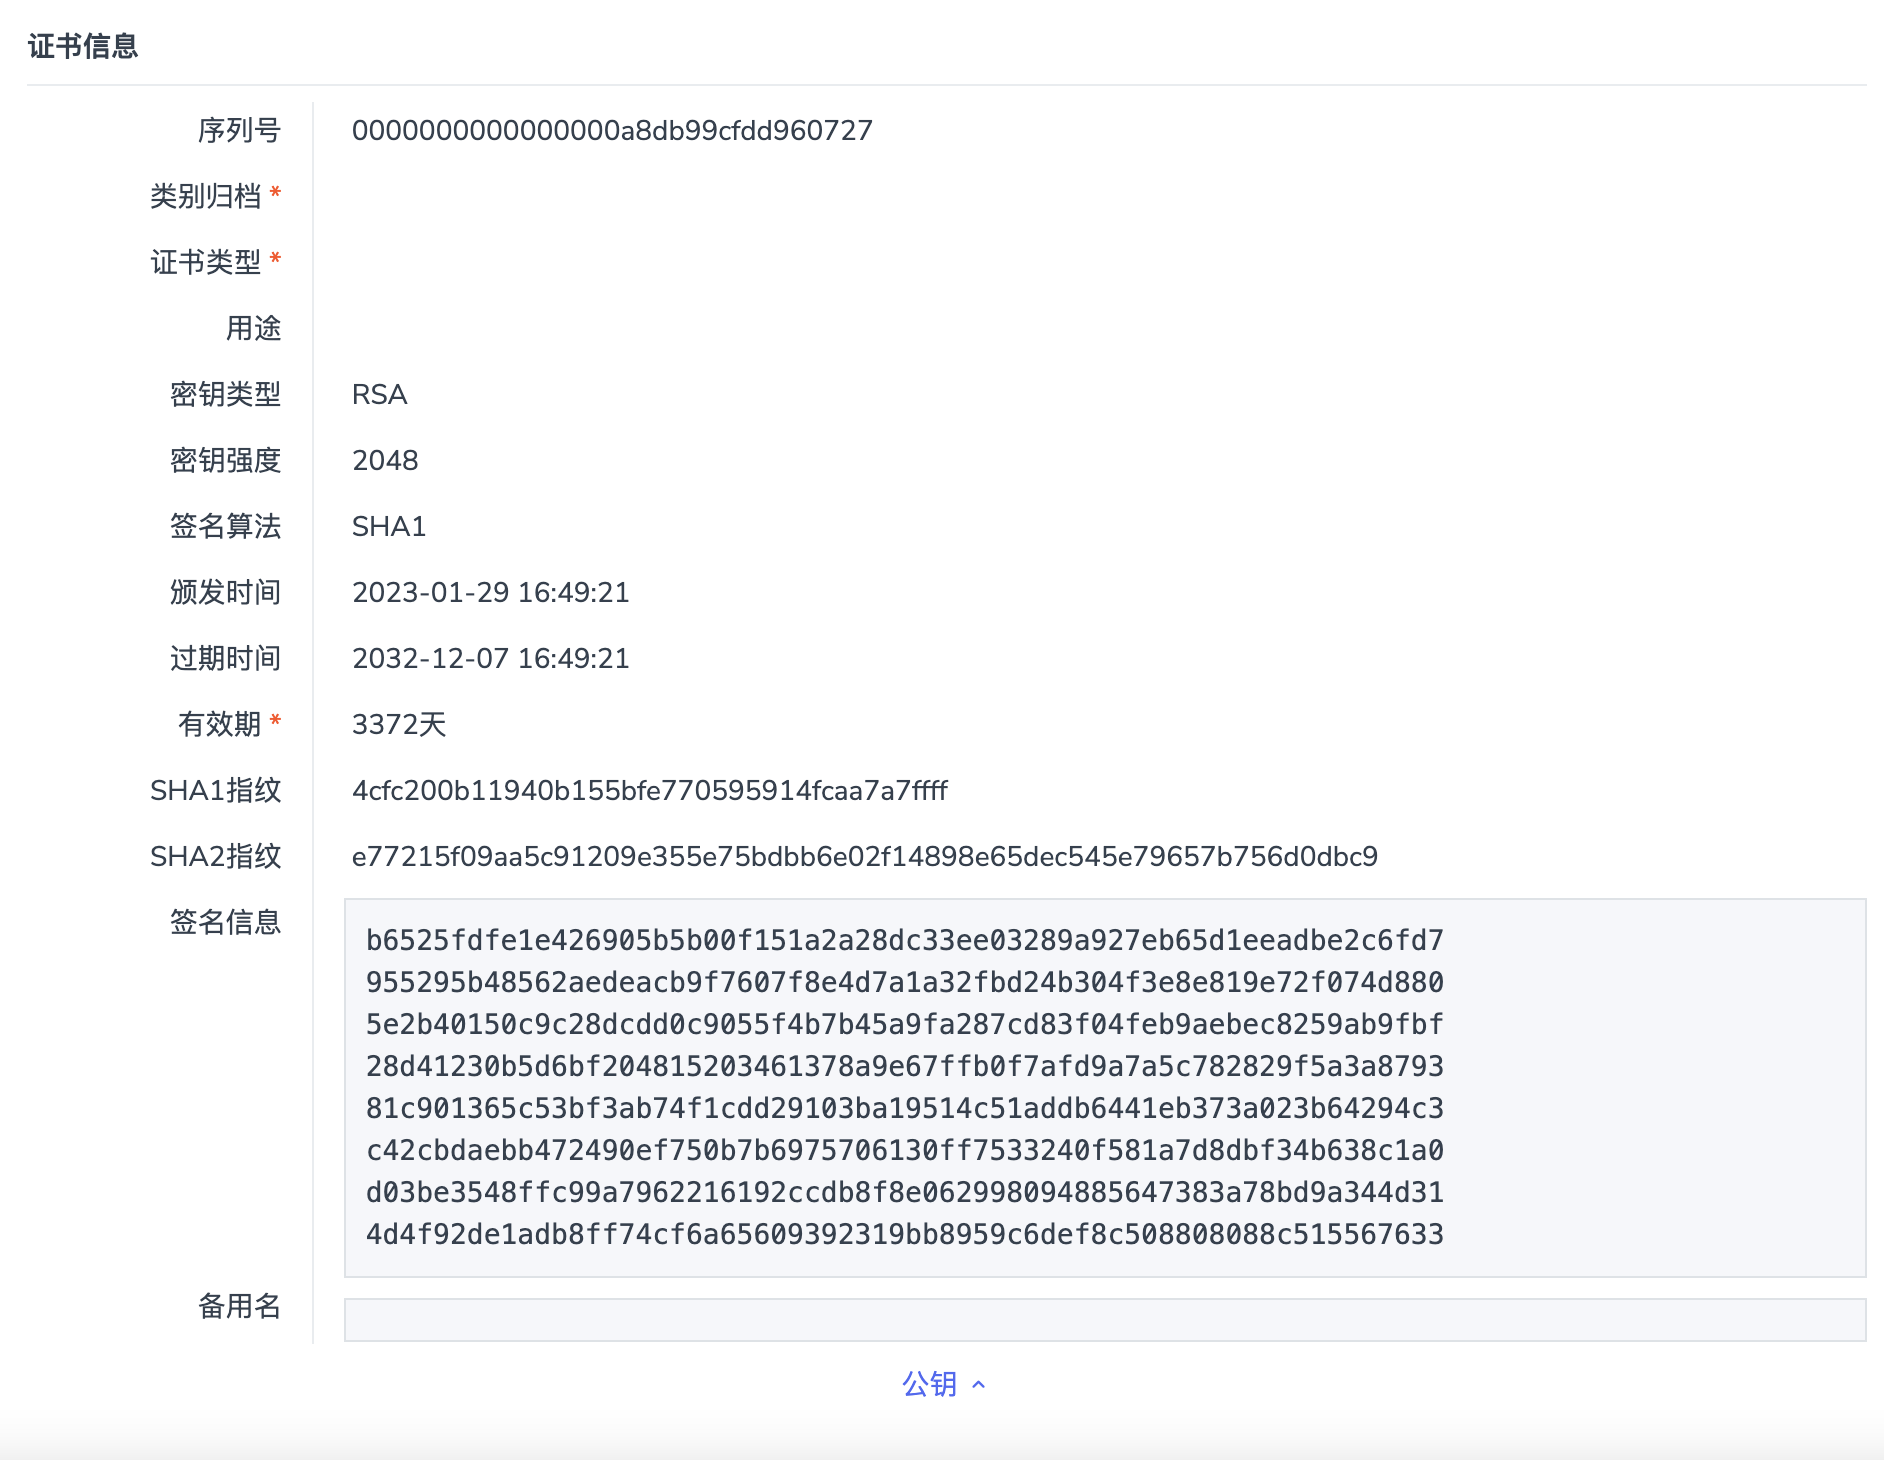 证书信息
序列号 0000000000000000a8db99cfdd960727
类别归档 *
证书类型 *
用途
密钥类型 RSA
密钥强度 2048
签名算法 SHA1
颁发时间 2023-01-29 16:49:21
过期时间 2032-12-07 16:49:21
有效期 * 3372天
SHA1指纹 4cfc200b11940b155bfe770595914fcaa7a7ffff
SHA2指纹 e77215f09aa5c91209e355e75bdbb6e02f14898e65dec545e79657b756d0dbc9
签名信息 b6525fdfe1e426905b5b00f151a2a28dc33ee03289a927eb65d1eeadbe2c6fd7
955295b48562aedeacb9f7607f8e4d7a1a32fbd24b304f3e8e819e72f074d880
5e2b40150c9c28dcdd0c9055f4b7b45a9fa287cd83f04feb9aebec8259ab9fbf
28d41230b5d6bf204815203461378a9e67ffb0f7afd9a7a5c782829f5a3a8793
81c901365c53bf3ab74f1cdd29103ba19514c51addb6441eb373a023b64294c3
c42cbdaebb472490ef750b7b6975706130ff7533240f581a7d8dbf34b638c1a0
d03be3548ffc99a7962216192ccdb8f8e062998094885647383a78bd9a344d31
4d4f92de1adb8ff74cf6a65609392319bb8959c6def8c508808088c515567633
备用名
公钥